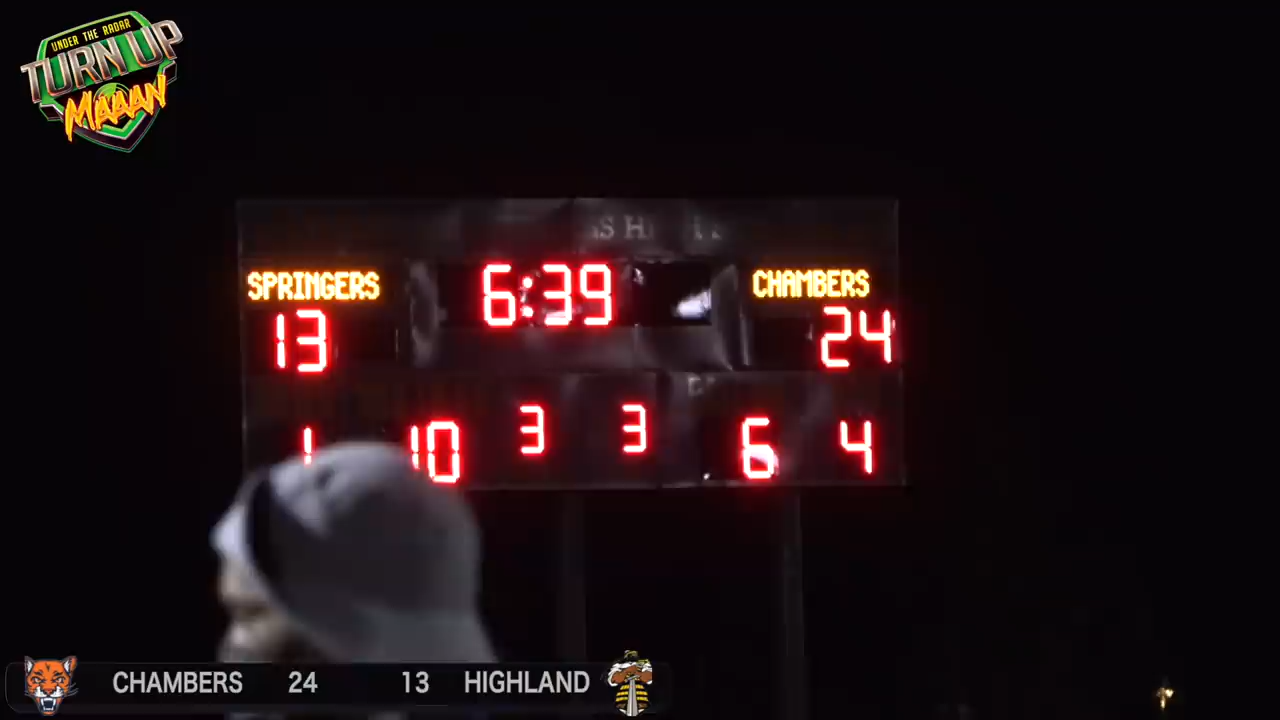 UNDER THE RADAR
TURN UP
MAAAN
SPRINGERS 6:39 CHAMBERS
13 24
1 10 3 3 6 4
CHAMBERS 24 13 HIGHLAND